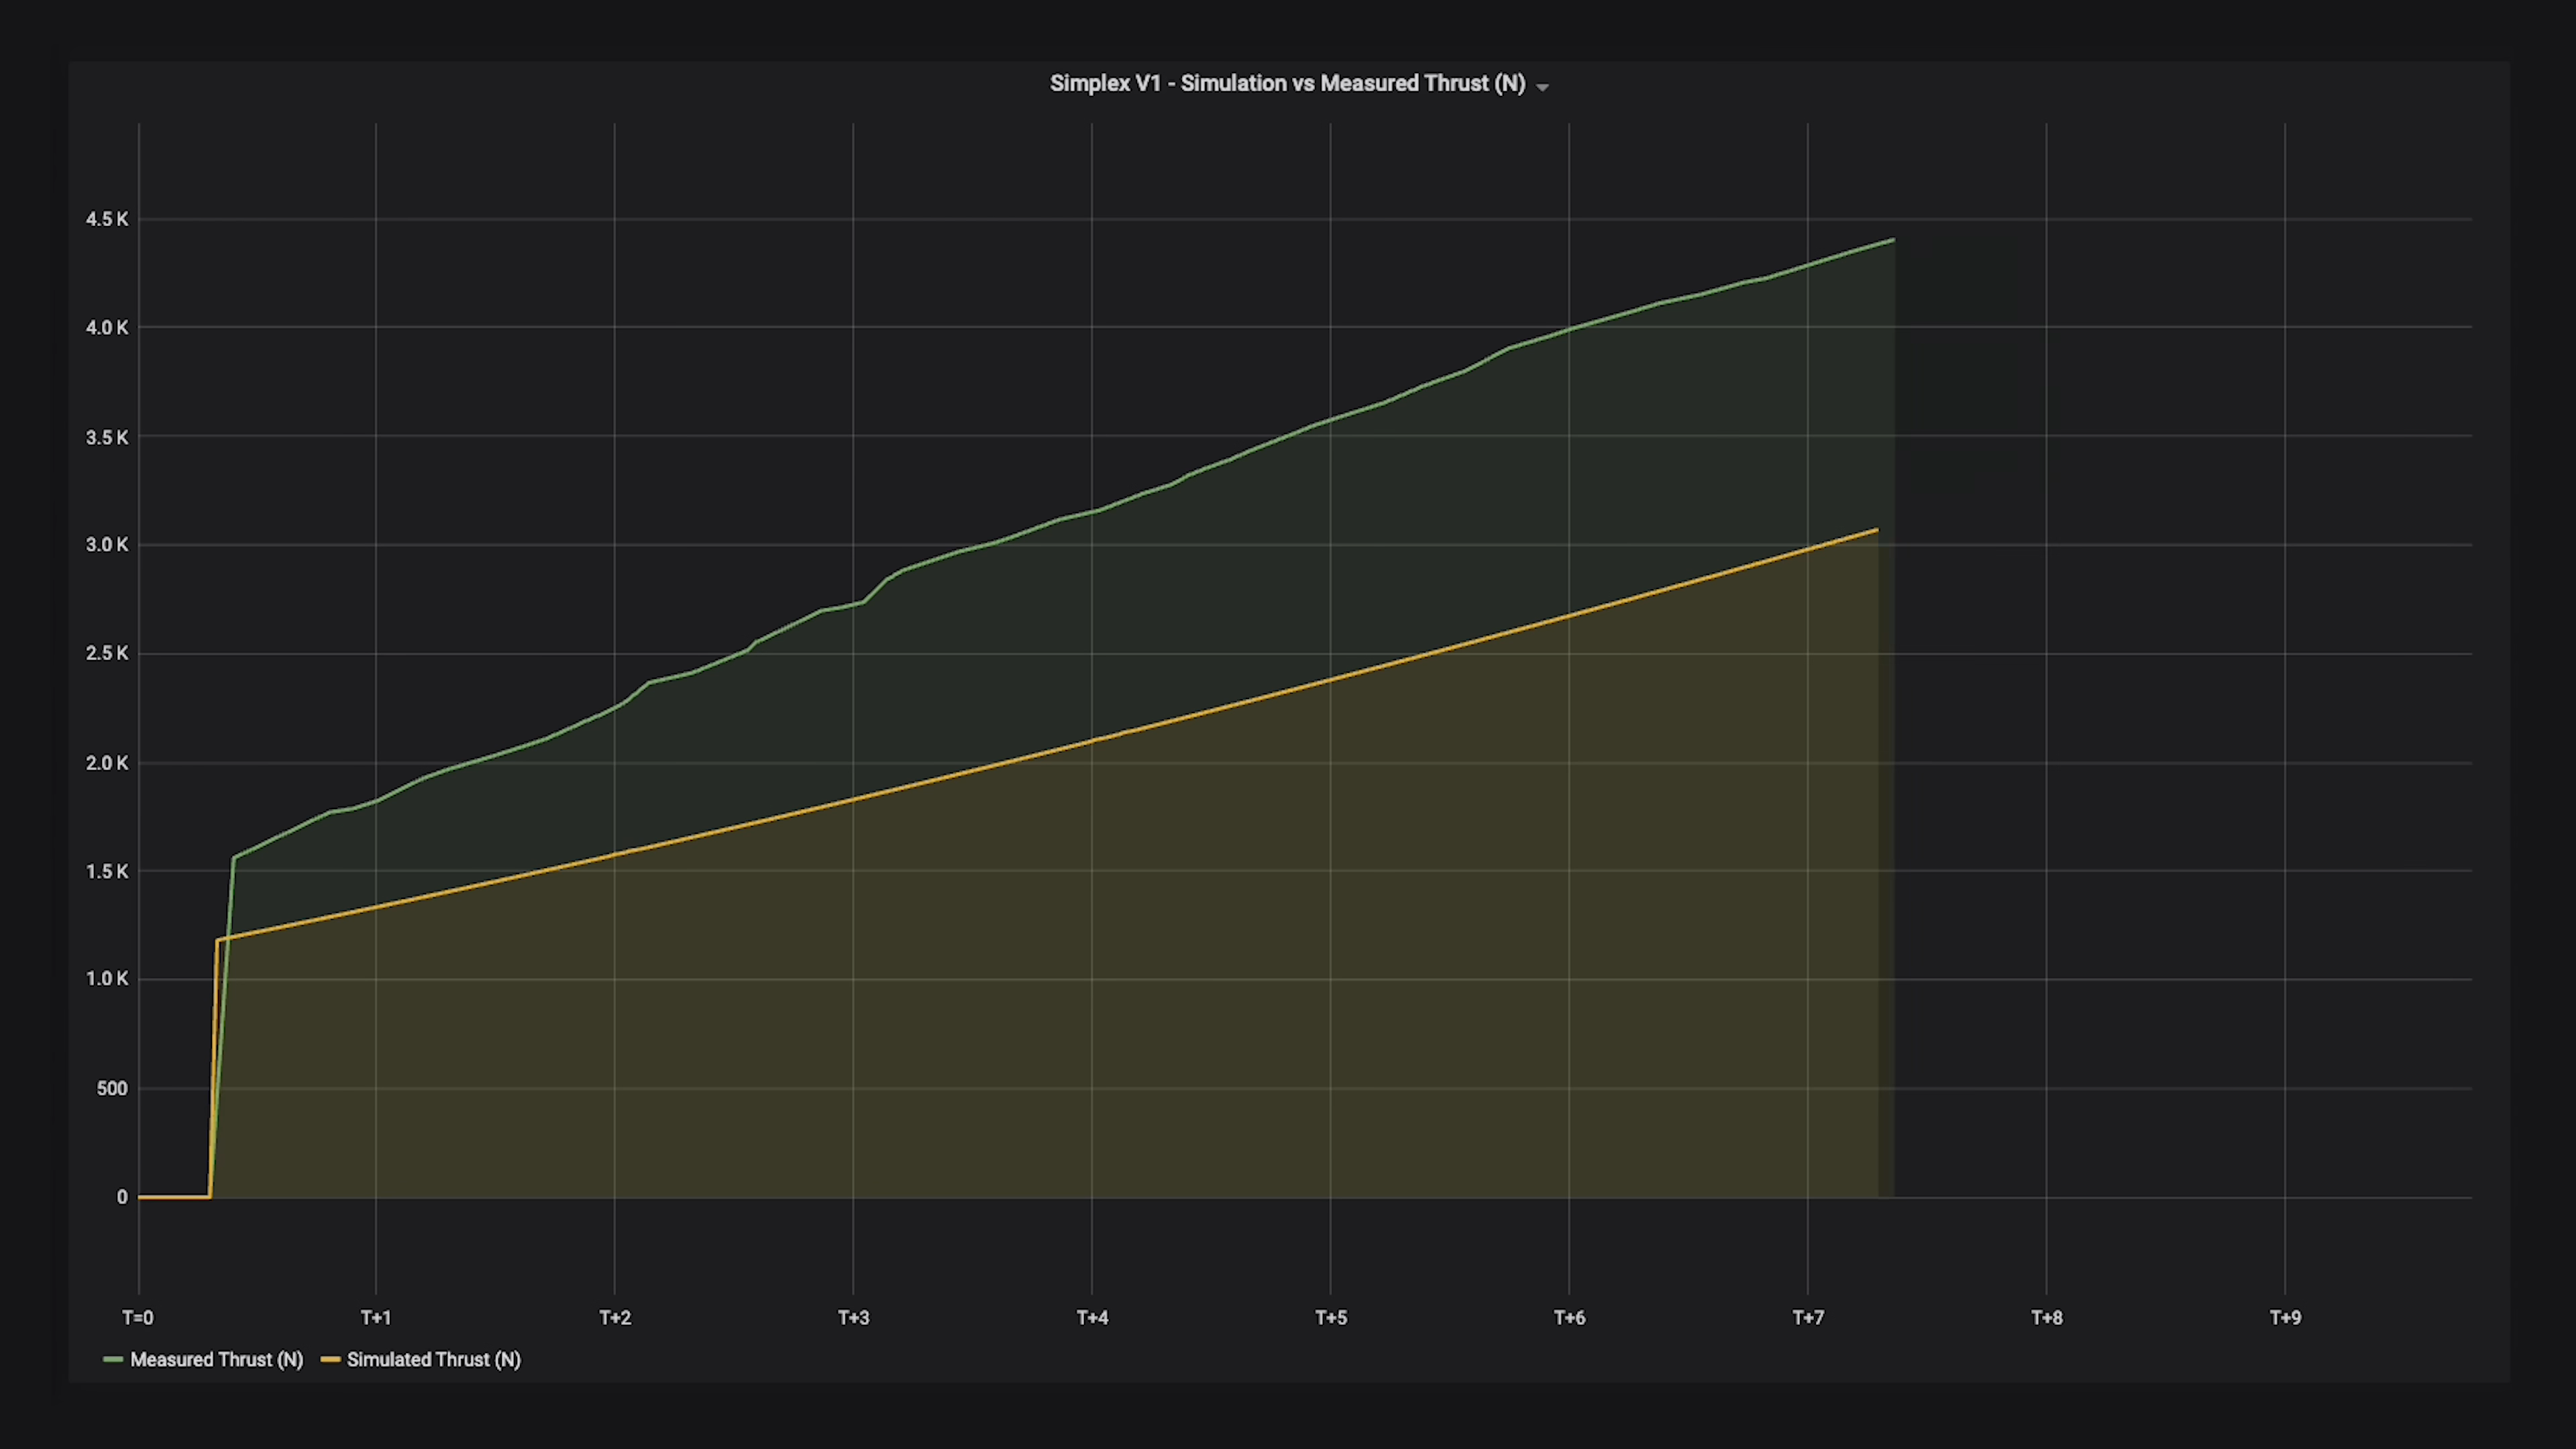 Simplex V1 - Simulation vs Measured Thrust (N)
4.5 K
4.0 K
3.5 K
3.0 K
2.5 K
2.0 K
1.5 K
1.0 K
500
0
T=0 T+1 T+2 T+3 T+4 T+5 T+6 T+7 T+8 T+9
Measured Thrust (N) Simulated Thrust (N)